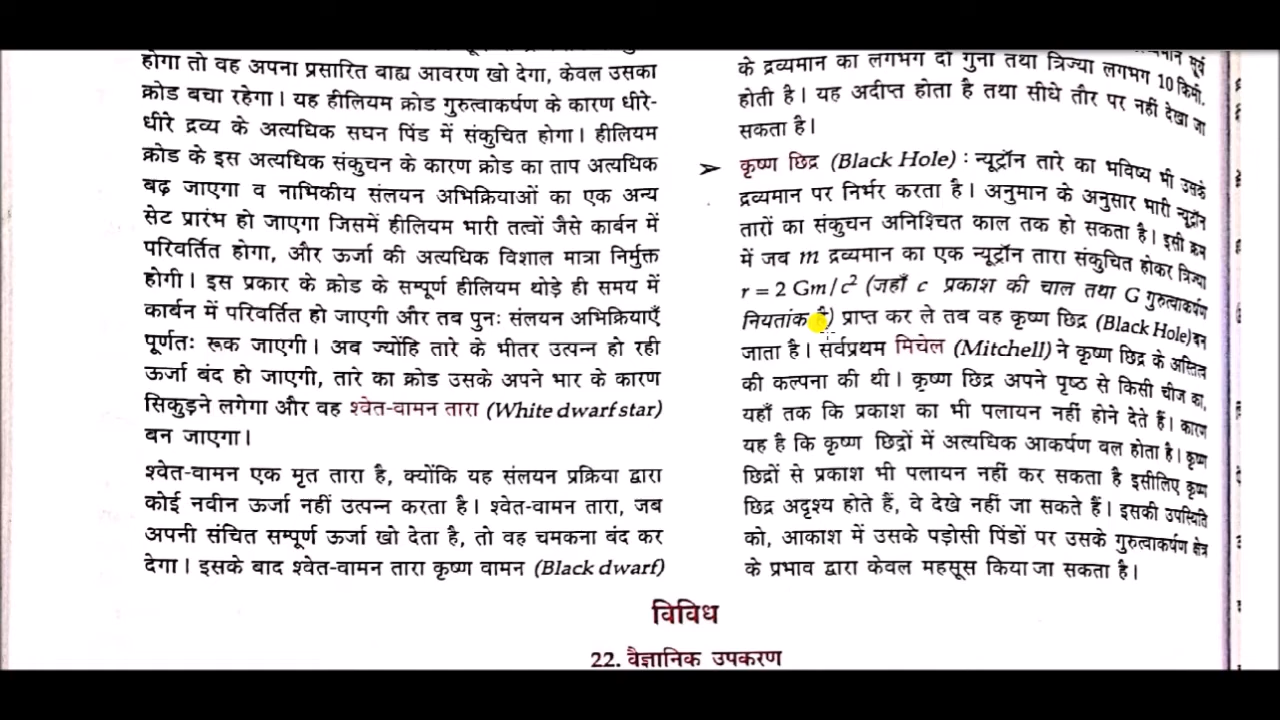 होगा तो वह अपना प्रसारित बाह्य आवरण खो देगा, केवल उसका
क्रोड बचा रहेगा। यह हीलियम क्रोड गुरुत्वाकर्षण के कारण धीरे-
धीरे द्रव्य के अत्यधिक सघन पिंड में संकुचित होगा। हीलियम
क्रोड के इस अत्यधिक संकुचन के कारण क्रोड का ताप अत्यधिक
बढ़ जाएगा व नाभिकीय संलयन अभिक्रियाओं का एक अन्य
सेट प्रारंभ हो जाएगा जिसमें हीलियम भारी तत्वों जैसे कार्बन में
परिवर्तित होगा, और ऊर्जा की अत्यधिक विशाल मात्रा निर्मुक्त
होगी। इस प्रकार के क्रोड के सम्पूर्ण हीलियम थोड़े ही समय में
कार्बन में परिवर्तित हो जाएगी और तब पुनः संलयन अभिक्रियाएँ
पूर्णतः रूक जाएगी। अब ज्योंहि तारे के भीतर उत्पन्न हो रही
ऊर्जा बंद हो जाएगी, तारे का क्रोड उसके अपने भार के कारण
सिकुड़ने लगेगा और वह श्वेत-वामन तारा (White dwarf star)
बन जाएगा।
श्वेत-वामन एक मृत तारा है, क्योंकि यह संलयन प्रक्रिया द्वारा
कोई नवीन ऊर्जा नहीं उत्पन्न करता है। श्वेत-वामन तारा, जब
अपनी संचित सम्पूर्ण ऊर्जा खो देता है, तो वह चमकना बंद कर
देगा। इसके बाद श्वेत-वामन तारा कृष्ण वामन (Black dwarf)
सूर्य
के द्रव्यमान का लगभग दो गुना तथा त्रिज्या लगभग 10 किमी.
होती है। यह अदीप्त होता है तथा सीधे तौर पर नहीं देखा जा
सकता है।
➢ कृष्ण छिद्र (Black Hole) : न्यूट्रॉन तारे का भविष्य भी उसके
द्रव्यमान पर निर्भर करता है। अनुमान के अनुसार भारी न्यूट्रॉन
तारों का संकुचन अनिश्चित काल तक हो सकता है। इसी क्रम
में जब m द्रव्यमान का एक न्यूट्रॉन तारा संकुचित होकर त्रिज्या
r = 2 Gm/c² (जहाँ c प्रकाश की चाल तथा G गुरुत्वाकर्षण
नियतांक है) प्राप्त कर ले तब वह कृष्ण छिद्र (Black Hole) बन
जाता है। सर्वप्रथम मिचेल (Mitchell) ने कृष्ण छिद्र के अस्तित्व
की कल्पना की थी। कृष्ण छिद्र अपने पृष्ठ से किसी चीज का,
यहाँ तक कि प्रकाश का भी पलायन नहीं होने देते हैं। कारण
यह है कि कृष्ण छिद्रों में अत्यधिक आकर्षण बल होता है। कृष्ण
छिद्रों से प्रकाश भी पलायन नहीं कर सकता है इसीलिए कृष्ण
छिद्र अदृश्य होते हैं, वे देखे नहीं जा सकते हैं। इसकी उपस्थिति
को, आकाश में उसके पड़ोसी पिंडों पर उसके गुरुत्वाकर्षण क्षेत्र
के प्रभाव द्वारा केवल महसूस किया जा सकता है।
विविध
22. वैज्ञानिक उपकरण